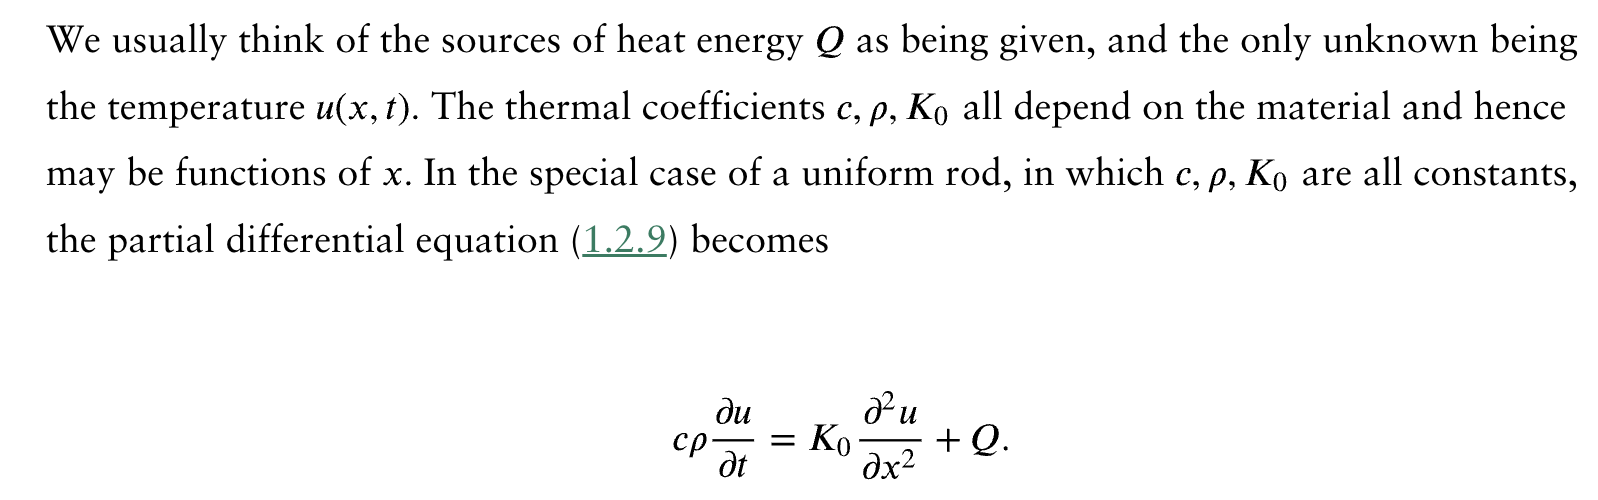 We usually think of the sources of heat energy Q as being given, and the only unknown being
the temperature u(x, t). The thermal coefficients c, ρ, K₀ all depend on the material and hence
may be functions of x. In the special case of a uniform rod, in which c, ρ, K₀ are all constants,
the partial differential equation (1.2.9) becomes
cρ ∂u/∂t = K₀ ∂²u/∂x² + Q.